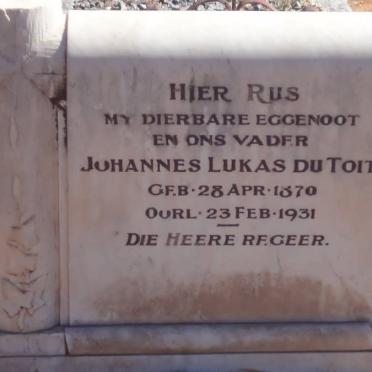 HIER RUS
MY DIERBARE EGGENOOT
EN ONS VADER
JOHANNES LUKAS DU TOIT
GEB·28 APR·1870
OORL·23 FEB·1931
DIE HEERE REGEER.